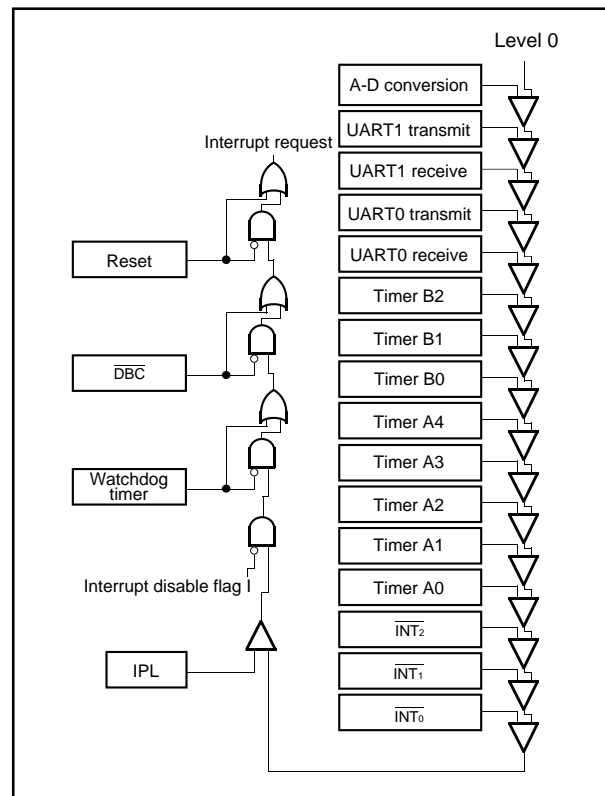 Level 0
A-D conversion
UART1 transmit
Interrupt request
UART1 receive
UART0 transmit
Reset
UART0 receive
Timer B2
Timer B1
DBC
Timer B0
Timer A4
Timer A3
Watchdog
timer
Timer A2
Timer A1
Interrupt disable flag I
Timer A0
INT2
IPL
INT1
INT0